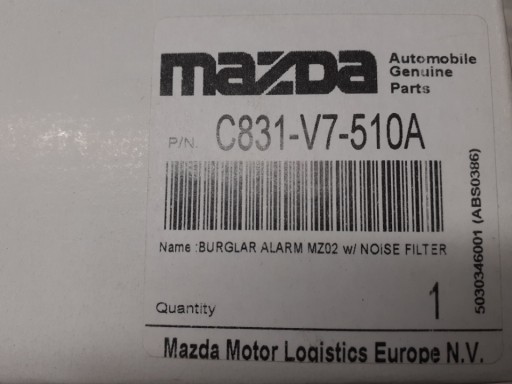 mazda
Automobile
Genuine
Parts
P/N. C831-V7-510A
Name :BURGLAR ALARM MZ02 w/ NOISE FILTER
Quantity 1
Mazda Motor Logistics Europe N.V.
5030346001 (ABS0386)